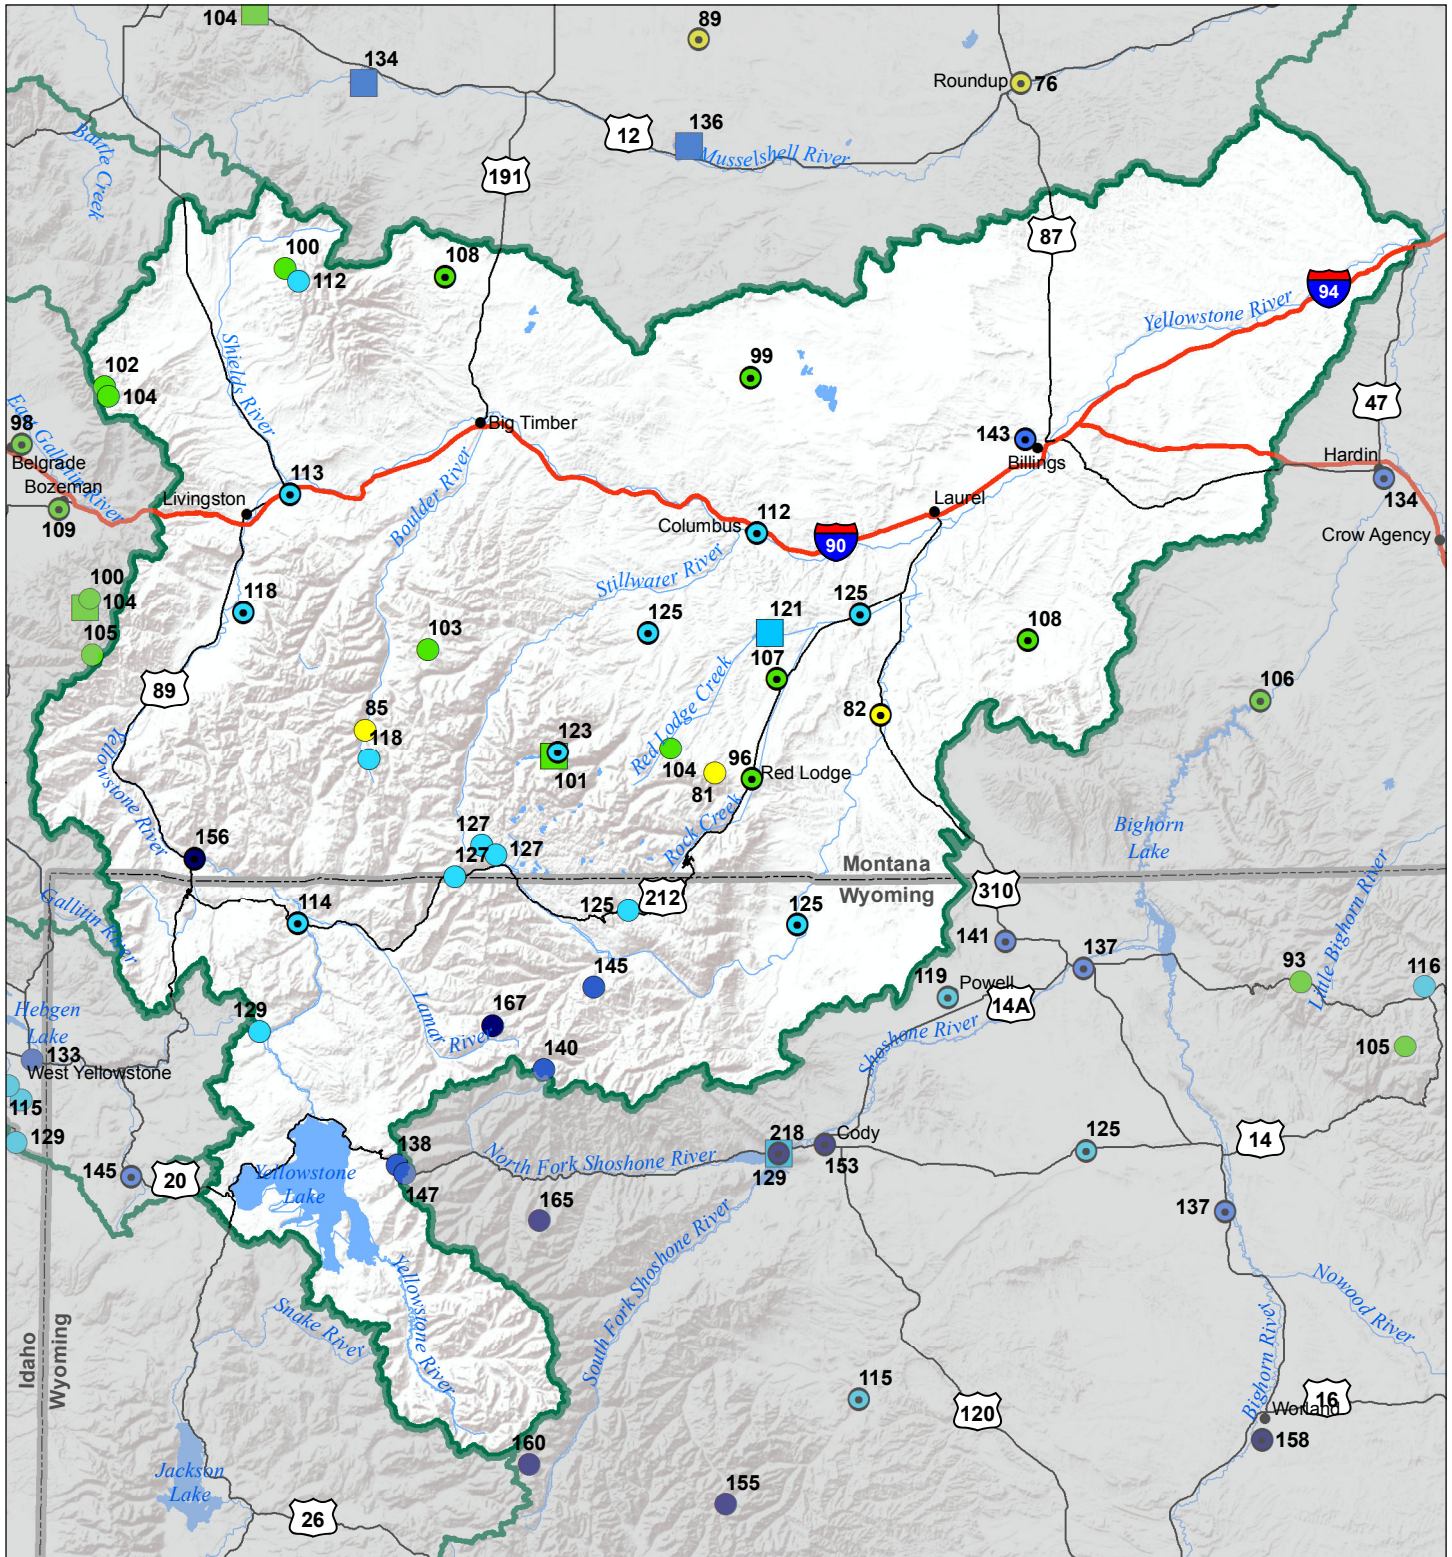 104
89
134
Roundup
76
12
136
Musselshell River
Battle Creek
191
87
100
112
108
94
Yellowstone River
Shields River
99
102
104
47
East Gallitin River
98
Belgrade
Big Timber
143
Billings
Hardin
134
Bozeman
109
Livingston
113
Boulder River
Laurel
Columbus
112
90
Crow Agency
Stillwater River
100
104
105
118
125
121
125
103
107
108
89
85
118
Red Lodge Creek
82
106
123
101
104
81
96
Red Lodge
Yellowstone River
Rock Creek
Bighorn
Lake
156
127
127
127
Montana
Wyoming
310
Little Bighorn River
Gallitin River
114
125
212
125
141
137
93
116
145
119
Powell
14A
Hebgen
Lake
129
Lamar River
167
Shoshone River
133
West Yellowstone
140
105
115
129
218
129
Cody
153
125
14
138
147
North Fork Shoshone River
145
20
Yellowstone
Lake
165
137
South Fork Shoshone River
Yellowstone River
Nowood River
Snake River
Idaho
Wyoming
Bighorn River
115
120
16
Worland
158
160
Jackson
Lake
155
26